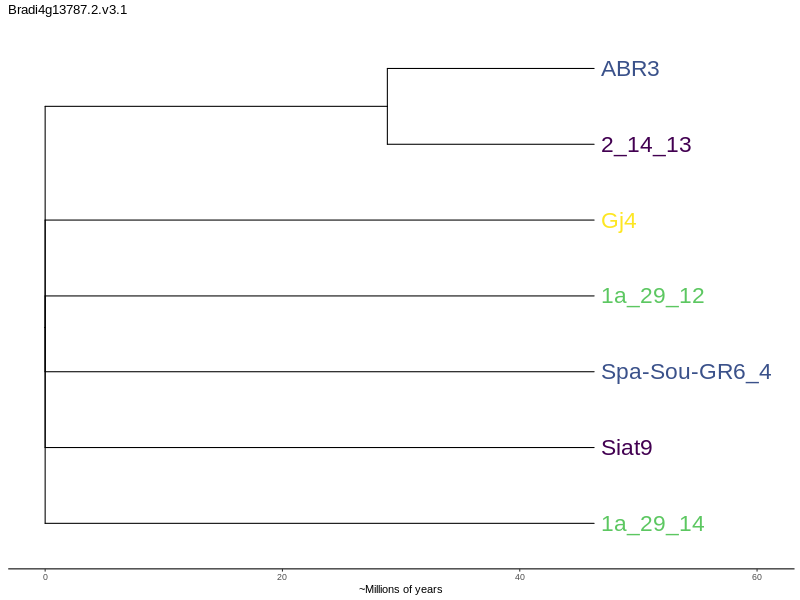 Bradi4g13787.2.v3.1
ABR3
2_14_13
Gj4
1a_29_12
Spa-Sou-GR6_4
Siat9
1a_29_14
0 20 40 60
~Millions of years